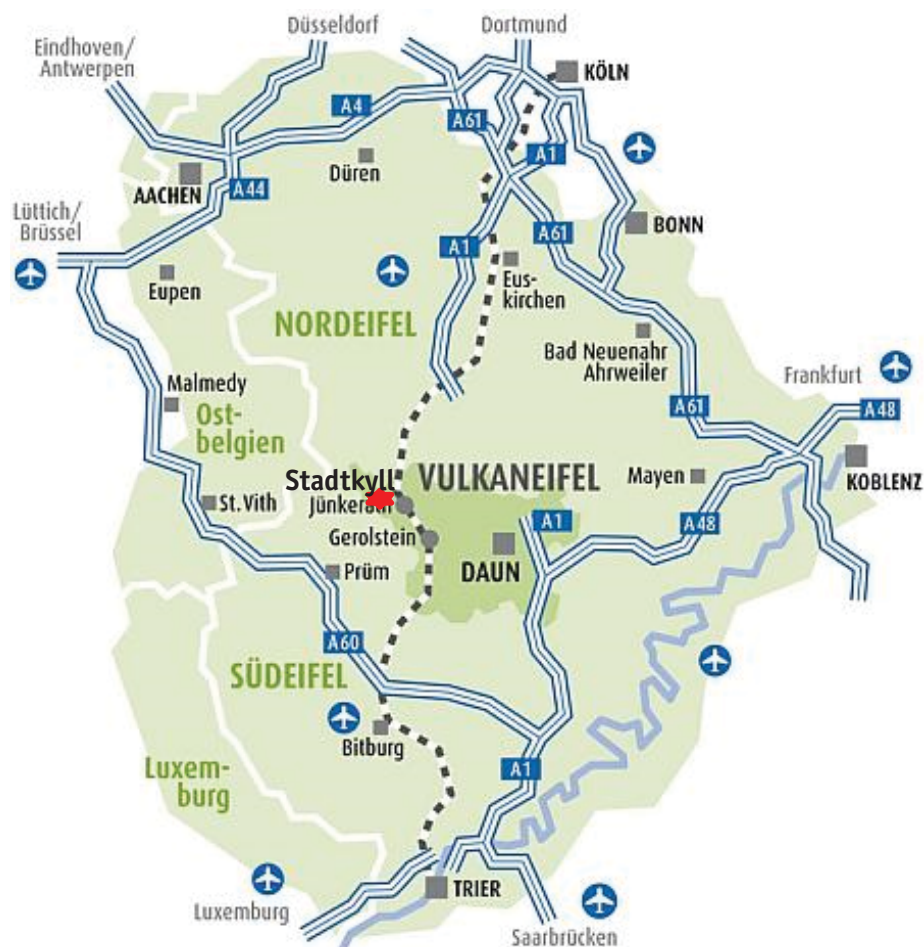 Düsseldorf
Dortmund
Eindhoven/
Antwerpen
KÖLN
A4
A61
A1
Düren
AACHEN
A44
Lüttich/
Brüssel
BONN
A1
A61
Eus-
kirchen
Eupen
NORDEIFEL
Bad Neuenahr
Ahrweiler
Frankfurt
Malmedy
A61
A48
Ost-
belgien
KOBLENZ
Stadtkyll
VULKANEIFEL
Mayen
St. Vith
Jünkerath
A1
A48
Gerolstein
DAUN
Prüm
A60
SÜDEIFEL
Bitburg
Luxem-
burg
A1
TRIER
Luxemburg
Saarbrücken